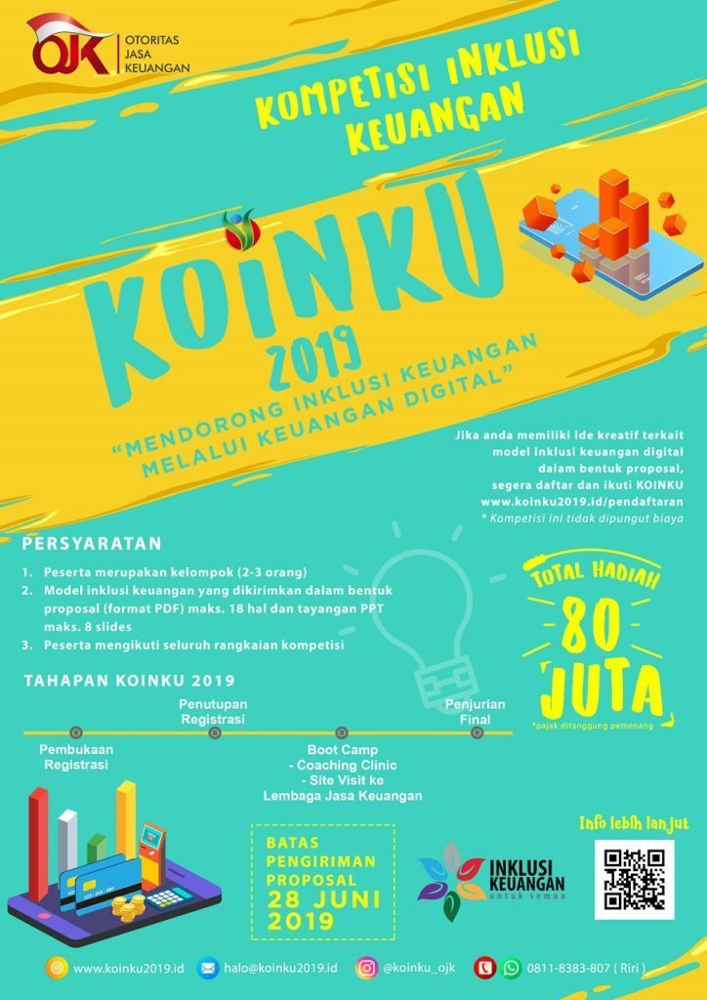 OJK
OTORITAS
JASA
KEUANGAN
KOMPETISI INKLUSI
KEUANGAN
KOINKU
2019
"MENDORONG INKLUSI KEUANGAN
MELALUI KEUANGAN DIGITAL"
Jika anda memiliki ide kreatif terkait
model inklusi keuangan digital
dalam bentuk proposal,
segera daftar dan ikuti KOiNKU
www.koinku2019.id/pendaftaran
* Kompetisi ini tidak dipungut biaya
PERSYARATAN
1. Peserta merupakan kelompok (2-3 orang)
2. Model inklusi keuangan yang dikirimkan dalam bentuk
proposal (format PDF) maks. 18 hal dan tayangan PPT
maks. 8 slides
3. Peserta mengikuti seluruh rangkaian kompetisi
TOTAL HADIAH
80
JUTA
*pajak ditanggung pemenang
TAHAPAN KOINKU 2019
Pembukaan
Registrasi
Penutupan
Registrasi
Boot Camp
- Coaching Clinic
- Site Visit ke
Lembaga Jasa Keuangan
Penjurian
Final
BATAS
PENGIRIMAN
PROPOSAL
28 JUNI
2019
INKLUSI
KEUANGAN
untuk semua
Info lebih lanjut
www.koinku2019.id
halo@koinku2019.id
@koinku_ojk
0811-8383-807 ( Riri )